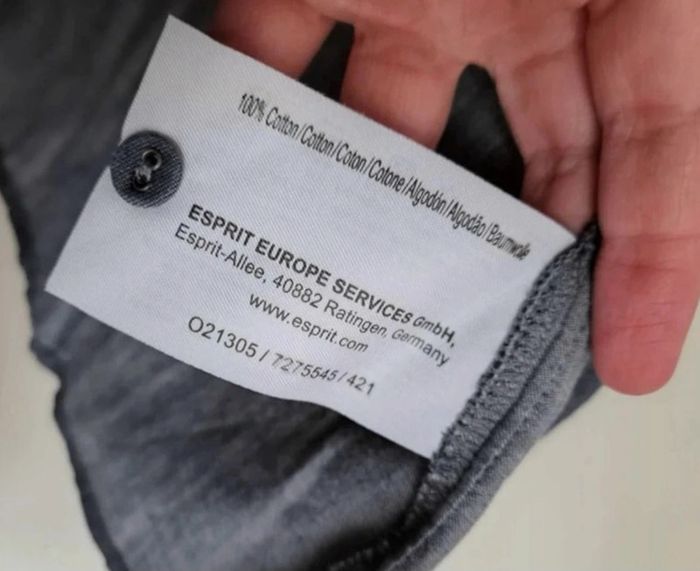 100% Cotton/Cotton/Coton/Cotone/Algodón/Algodão/Baumwolle
ESPRIT EUROPE SERVICES GmbH,
Esprit-Allee, 40882 Ratingen, Germany
www.esprit.com
O21305 / 7275545 / 421